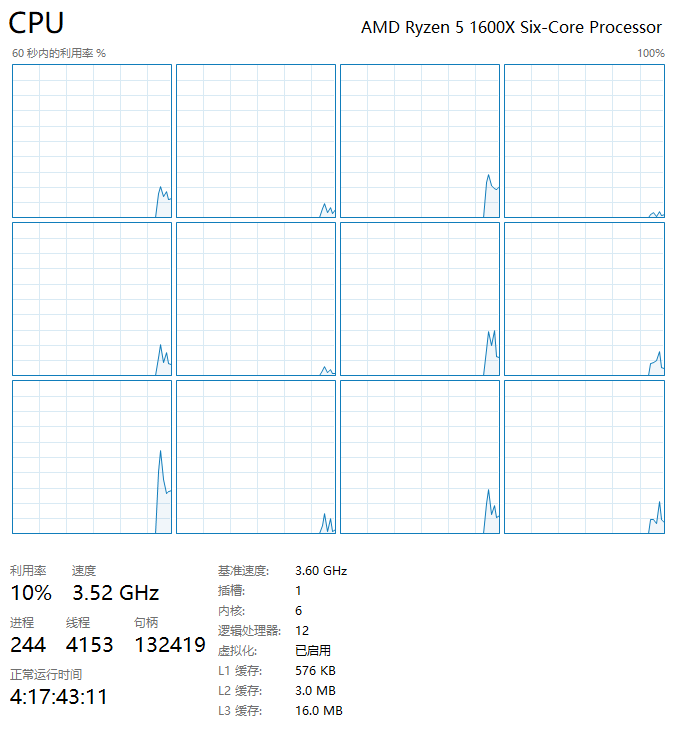 CPU
AMD Ryzen 5 1600X Six-Core Processor
60 秒内的利用率 %
100%
利用率 速度
10% 3.52 GHz
进程 线程 句柄
244 4153 132419
正常运行时间
4:17:43:11
基准速度: 3.60 GHz
插槽: 1
内核: 6
逻辑处理器: 12
虚拟化: 已启用
L1 缓存: 576 KB
L2 缓存: 3.0 MB
L3 缓存: 16.0 MB